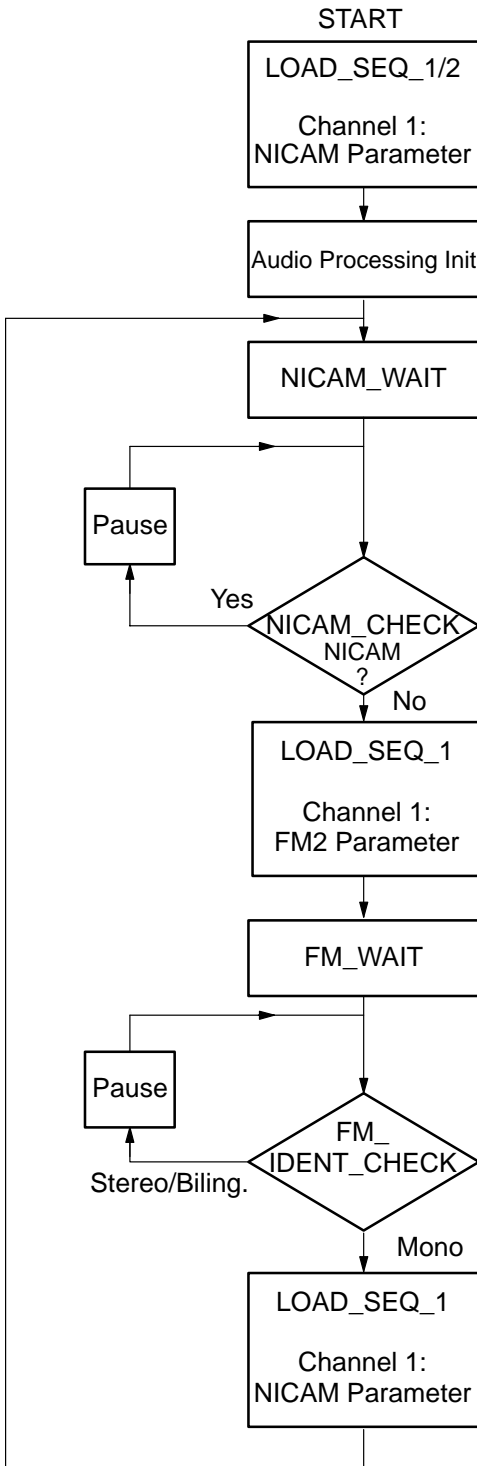 START
LOAD_SEQ_1/2
Channel 1:
NICAM Parameter
Audio Processing Init
NICAM_WAIT
Pause
Yes
NICAM_CHECK
NICAM
?
No
LOAD_SEQ_1
Channel 1:
FM2 Parameter
FM_WAIT
Pause
FM_
IDENT_CHECK
Stereo/Biling.
Mono
LOAD_SEQ_1
Channel 1:
NICAM Parameter